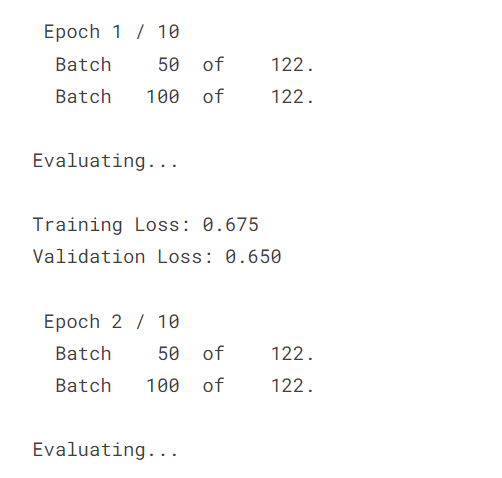 Epoch 1 / 10
Batch 50 of 122.
Batch 100 of 122.
Evaluating...
Training Loss: 0.675
Validation Loss: 0.650
Epoch 2 / 10
Batch 50 of 122.
Batch 100 of 122.
Evaluating...